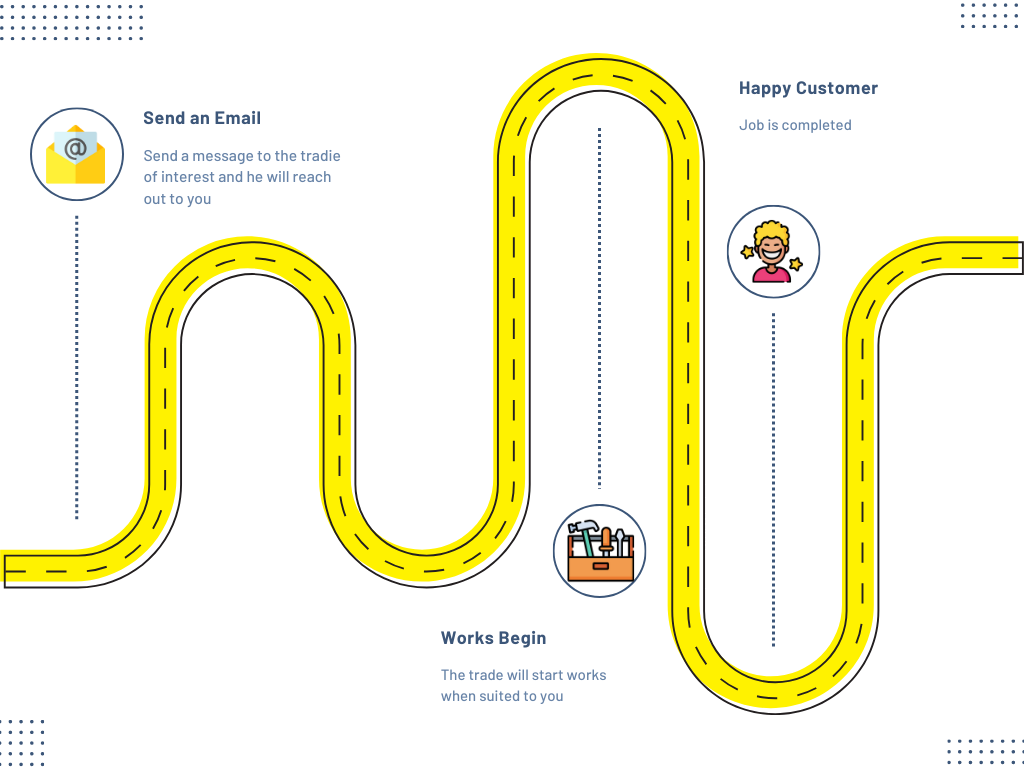 Send an Email
Send a message to the tradie
of interest and he will reach
out to you
@
Works Begin
The trade will start works
when suited to you
Happy Customer
Job is completed